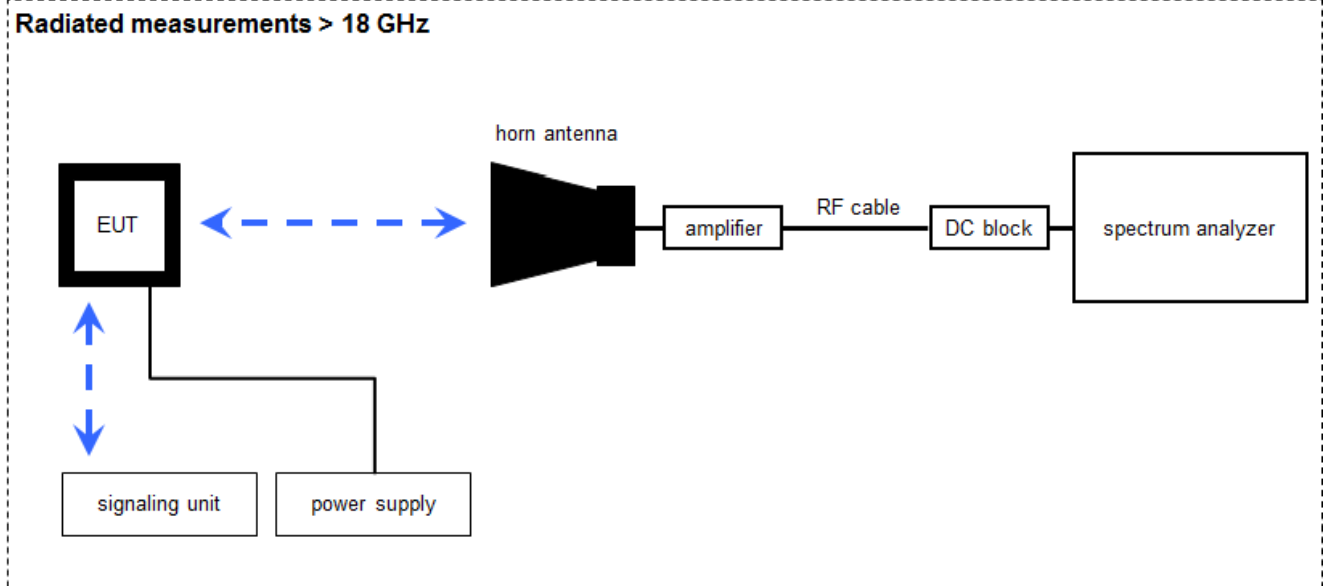 Radiated measurements > 18 GHz
horn antenna
EUT
amplifier
RF cable
DC block
spectrum analyzer
signaling unit
power supply